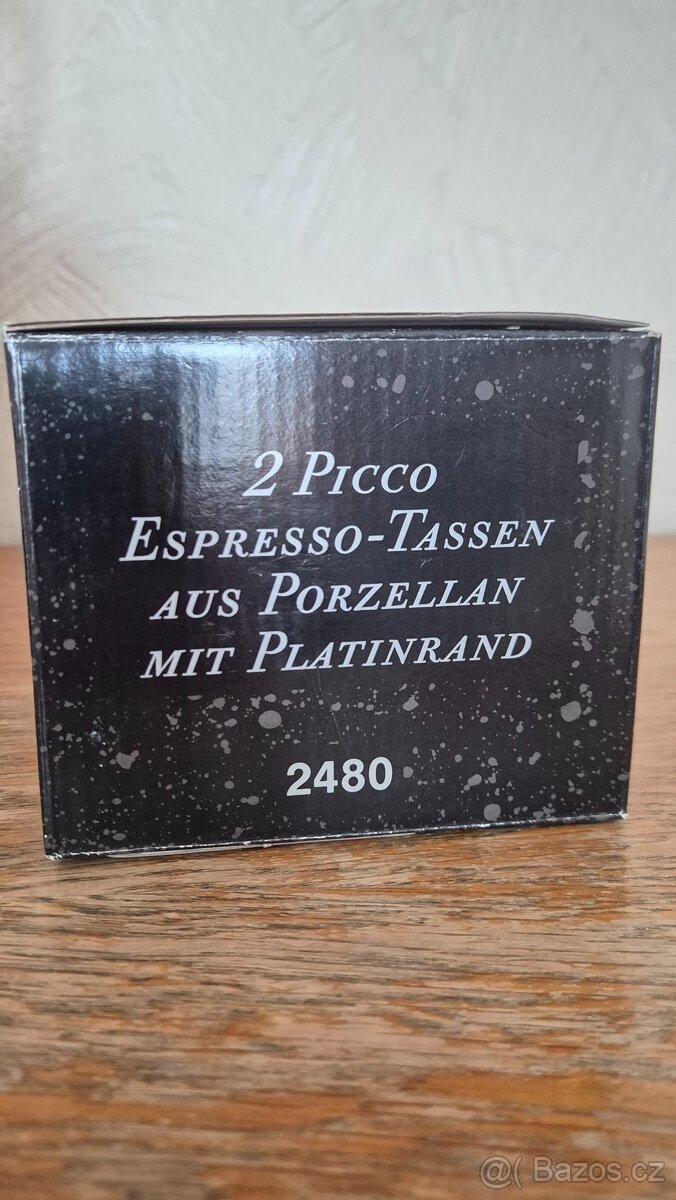 2 Picco
Espresso-Tassen
aus Porzellan
mit Platinrand
2480
@( Bazos.cz